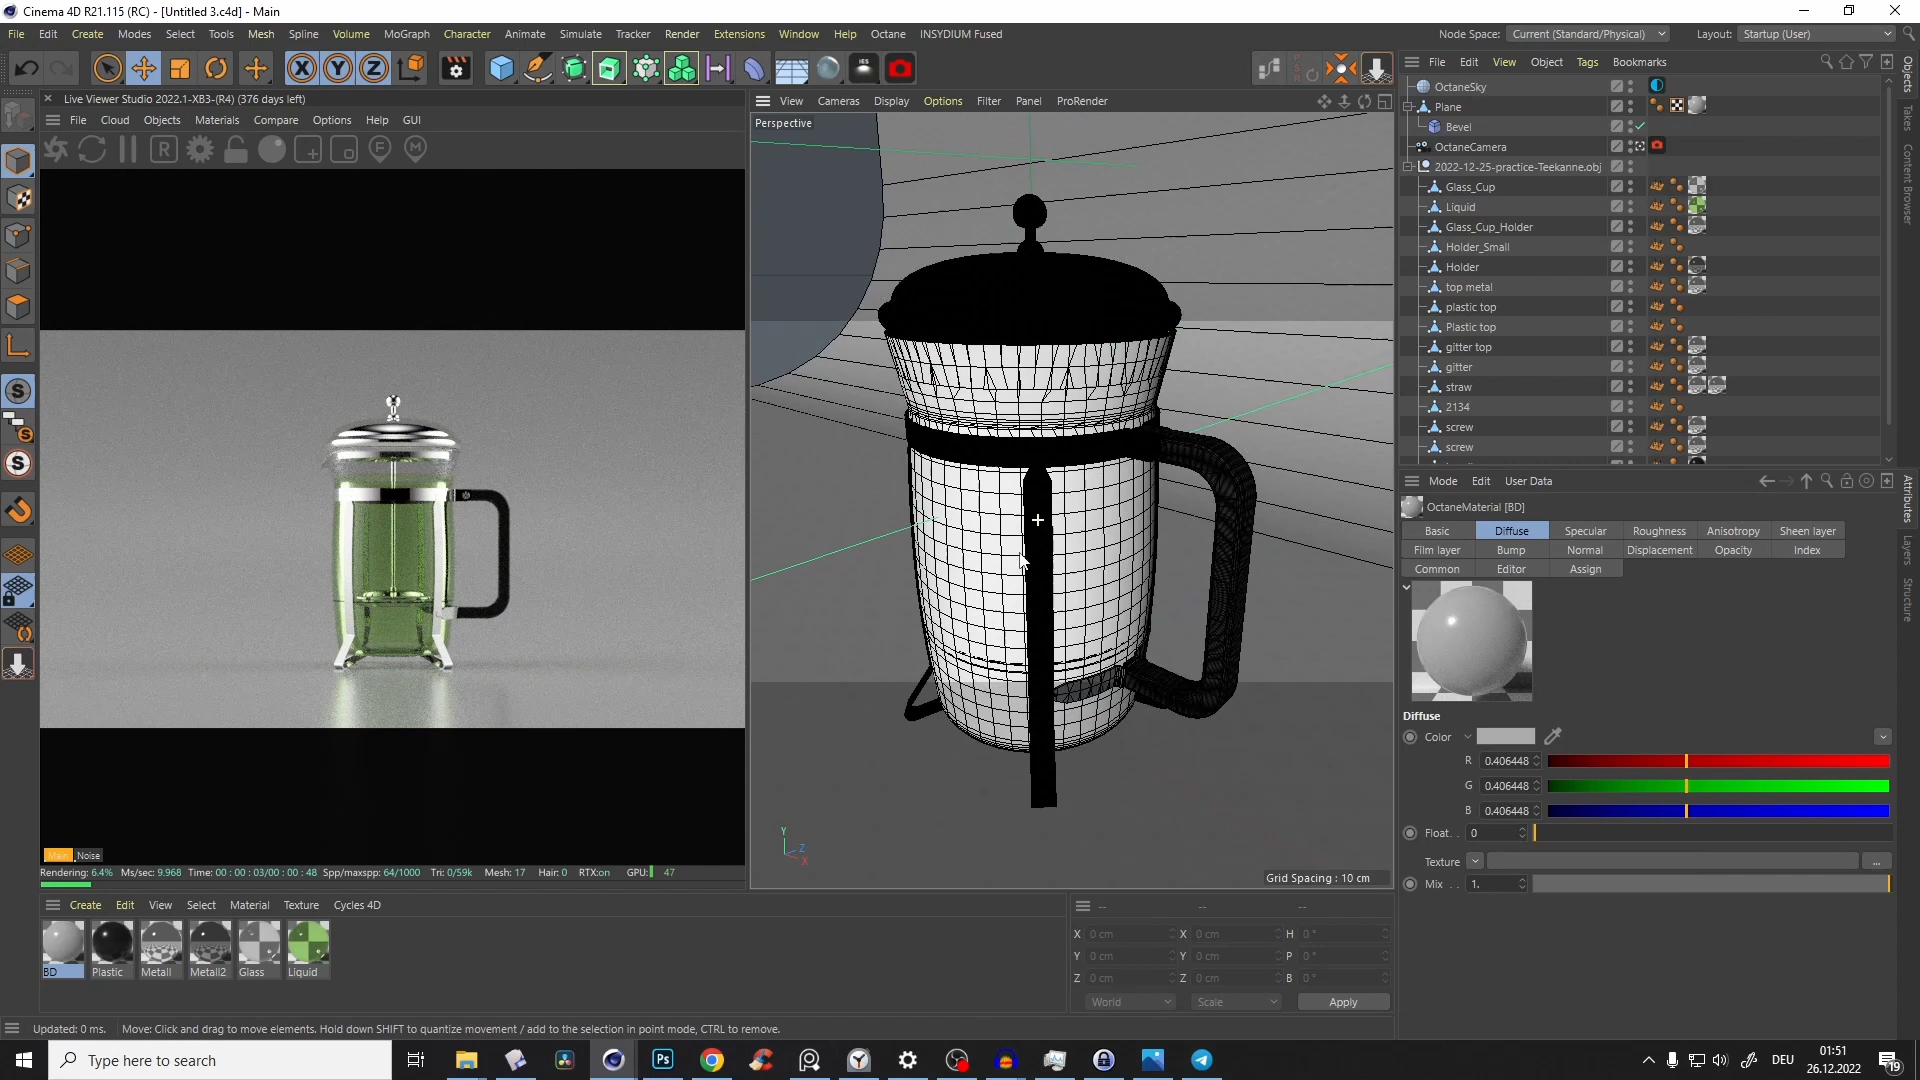 Cinema 4D R21.115 (RC) - [Untitled 3.c4d] - Main
File Edit Create Modes Select Tools Mesh Spline Volume MoGraph Character Animate Simulate Tracker Render Extensions Window Help Octane INSYDIUM Fused
Node Space: Current (Standard/Physical) Layout: Startup (User)
Live Viewer Studio 2022.1-XB3-(R4) (376 days left)
File Cloud Objects Materials Compare Options Help GUI
View Cameras Display Options Filter Panel ProRender
Perspective
Grid Spacing : 10 cm
Y
Z
X
Main Noise
Rendering: 6.4% Ms/sec: 9.968 Time: 00 : 00 : 03/00 : 00 : 48 Spp/maxspp: 64/1000 Tri: 0/59k Mesh: 17 Hair: 0 RTX:on GPU: 47
Create Edit View Select Material Texture Cycles 4D
BD Plastic Metall Metall2 Glass Liquid
-- -- --
X 0 cm X 0 cm H 0 °
Y 0 cm Y 0 cm P 0 °
Z 0 cm Z 0 cm B 0 °
World Scale Apply
File Edit View Object Tags Bookmarks
OctaneSky
Plane
Bevel
OctaneCamera
2022-12-25-practice-Teekanne.obj
Glass_Cup
Liquid
Glass_Cup_Holder
Holder_Small
Holder
top metal
plastic top
Plastic top
gitter top
gitter
straw
2134
screw
screw
Objects
Takes
Content Browser
Mode Edit User Data
OctaneMaterial [BD]
Basic Diffuse Specular Roughness Anisotropy Sheen layer
Film layer Bump Normal Displacement Opacity Index
Common Editor Assign
Diffuse
Color
R 0.406448
G 0.406448
B 0.406448
Float. . 0
Texture ...
Mix . . 1.
Attributes
Layers
Structure
Updated: 0 ms. Move: Click and drag to move elements. Hold down SHIFT to quantize movement / add to the selection in point mode, CTRL to remove.
Type here to search
DEU
01:51
26.12.2022
19